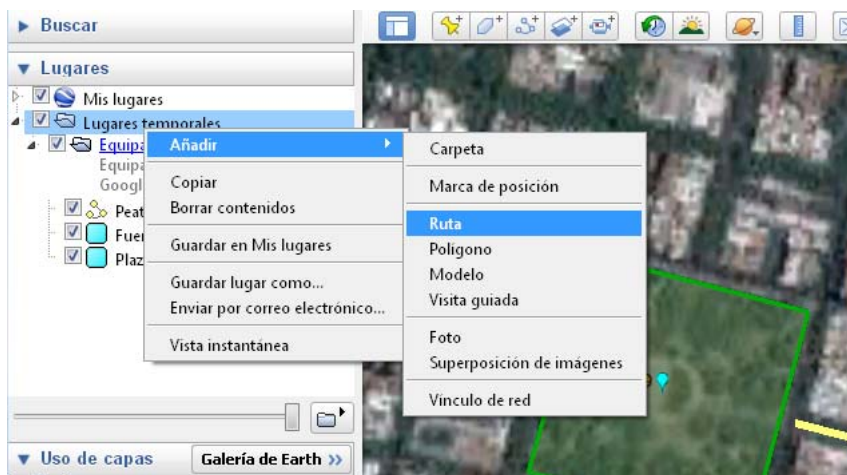 Buscar
Lugares
Mis lugares
Lugares temporales
Añadir
Copiar
Borrar contenidos
Guardar en Mis lugares
Guardar lugar como...
Enviar por correo electrónico...
Vista instantánea
Carpeta
Marca de posición
Ruta
Polígono
Modelo
Visita guiada
Foto
Superposición de imágenes
Vínculo de red
Uso de capas
Galería de Earth »